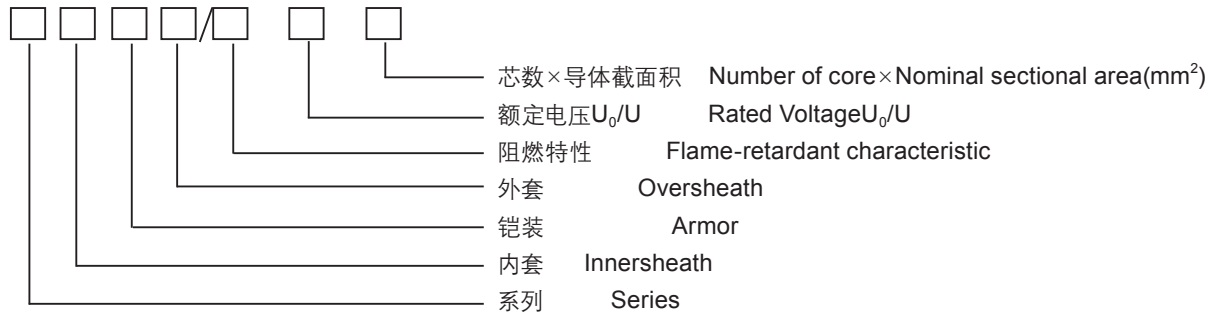 □ □ □ □/□ □ □
芯数×导体截面积 Number of core×Nominal sectional area(mm²)
额定电压U₀/U Rated VoltageU₀/U
阻燃特性 Flame-retardant characteristic
外套 Oversheath
铠装 Armor
内套 Innersheath
系列 Series